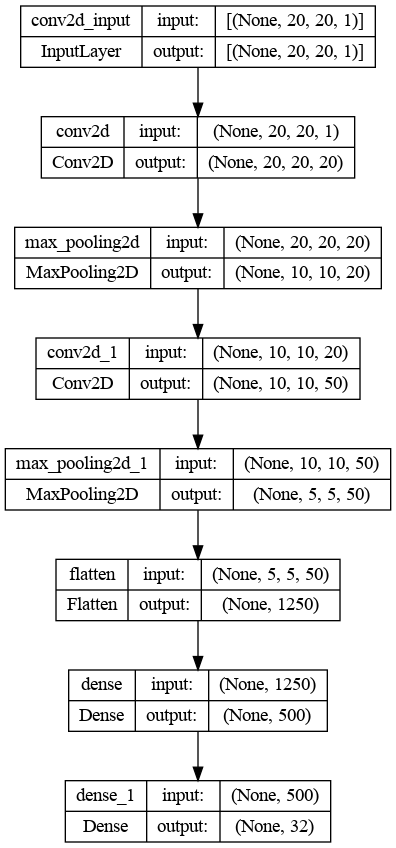 conv2d_input input: [(None, 20, 20, 1)]
InputLayer output: [(None, 20, 20, 1)]
conv2d input: (None, 20, 20, 1)
Conv2D output: (None, 20, 20, 20)
max_pooling2d input: (None, 20, 20, 20)
MaxPooling2D output: (None, 10, 10, 20)
conv2d_1 input: (None, 10, 10, 20)
Conv2D output: (None, 10, 10, 50)
max_pooling2d_1 input: (None, 10, 10, 50)
MaxPooling2D output: (None, 5, 5, 50)
flatten input: (None, 5, 5, 50)
Flatten output: (None, 1250)
dense input: (None, 1250)
Dense output: (None, 500)
dense_1 input: (None, 500)
Dense output: (None, 32)